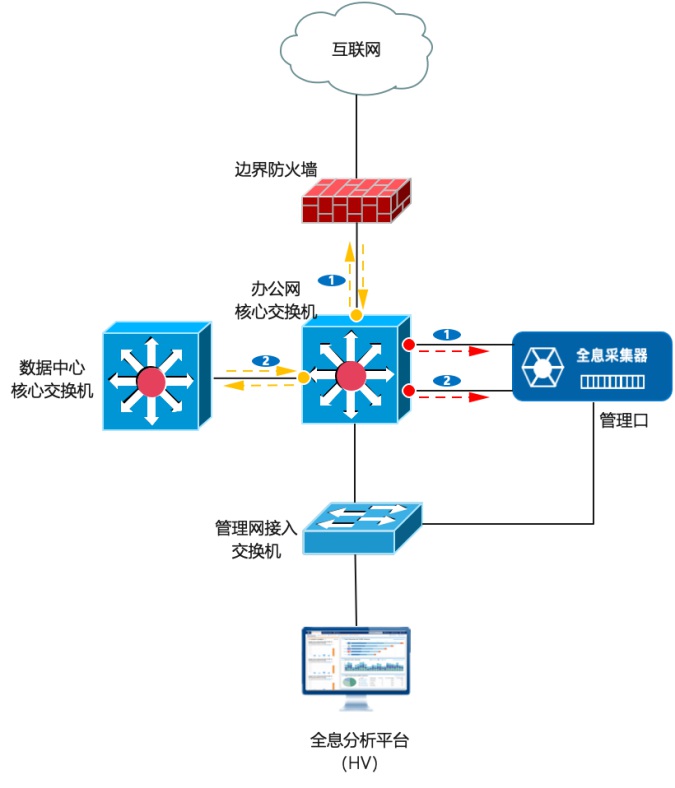 互联网
边界防火墙
1
办公网
核心交换机
数据中心
核心交换机
2
1
2
全息采集器
管理口
管理网接入
交换机
全息分析平台
(HV)